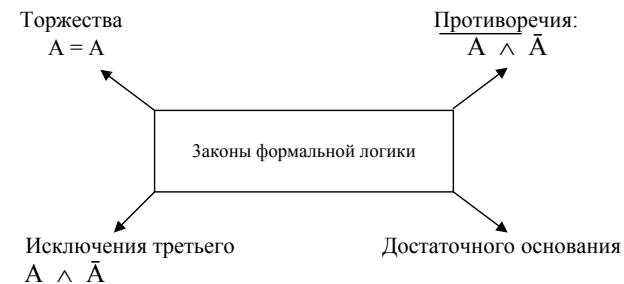 Торжества
А = А
Противоречия:
А ∧ Ā
Законы формальной логики
Исключения третьего
А ∧ Ā
Достаточного основания